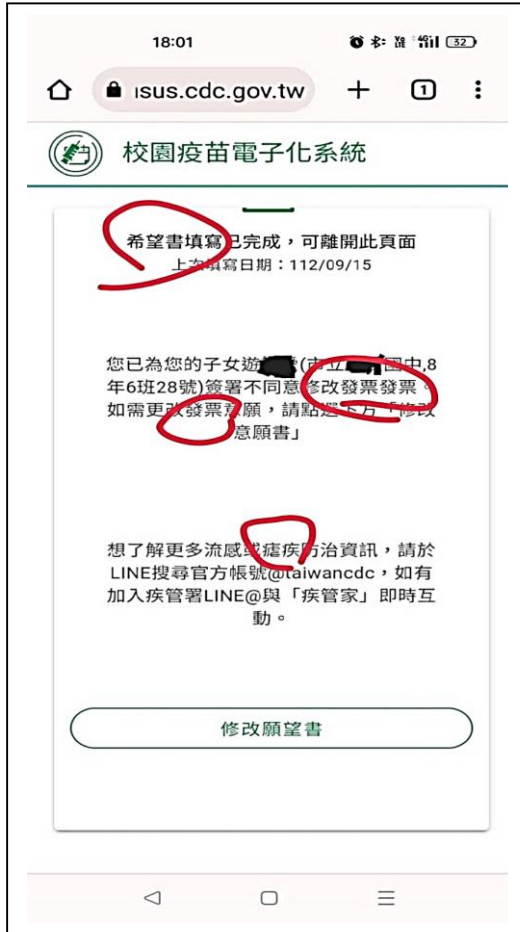 18:01
32
ısus.cdc.gov.tw
1
校園疫苗電子化系統
希望書填寫已完成，可離開此頁面
上次填寫日期：112/09/15
您已為您的子女遊(市立國中,8
年6班28號)簽署不同意修改發票發票。
如需更改發票意願，請點選下方「修改
意願書」
想了解更多流感或瘧疾防治資訊，請於
LINE搜尋官方帳號@taiwancdc，如有
加入疾管署LINE@與「疾管家」即時互
動。
修改願望書